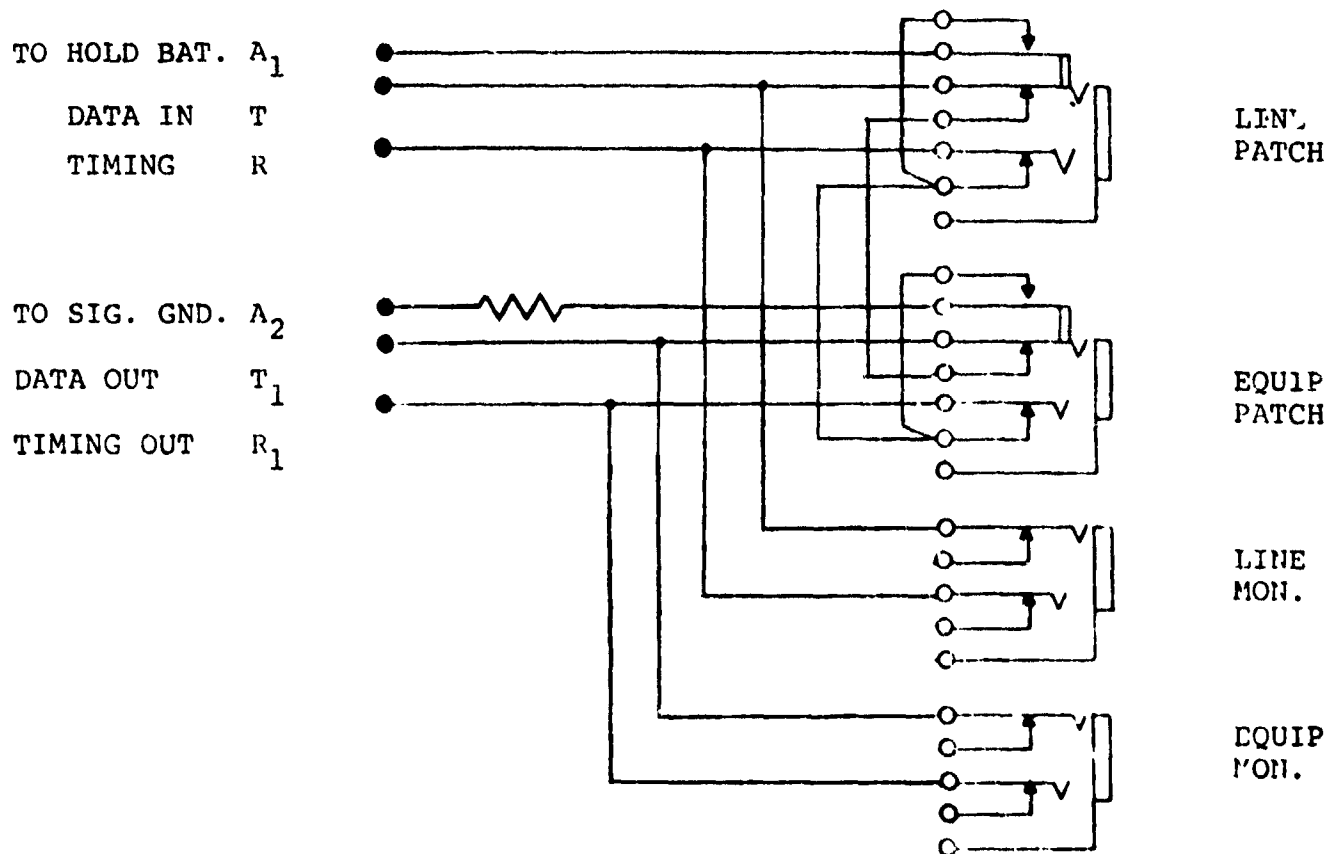 TO HOLD BAT. A1
DATA IN T
TIMING R
LINE
PATCH
TO SIG. GND. A2
DATA OUT T1
TIMING OUT R1
EQUIP
PATCH
LINE
MON.
EQUIP
MON.